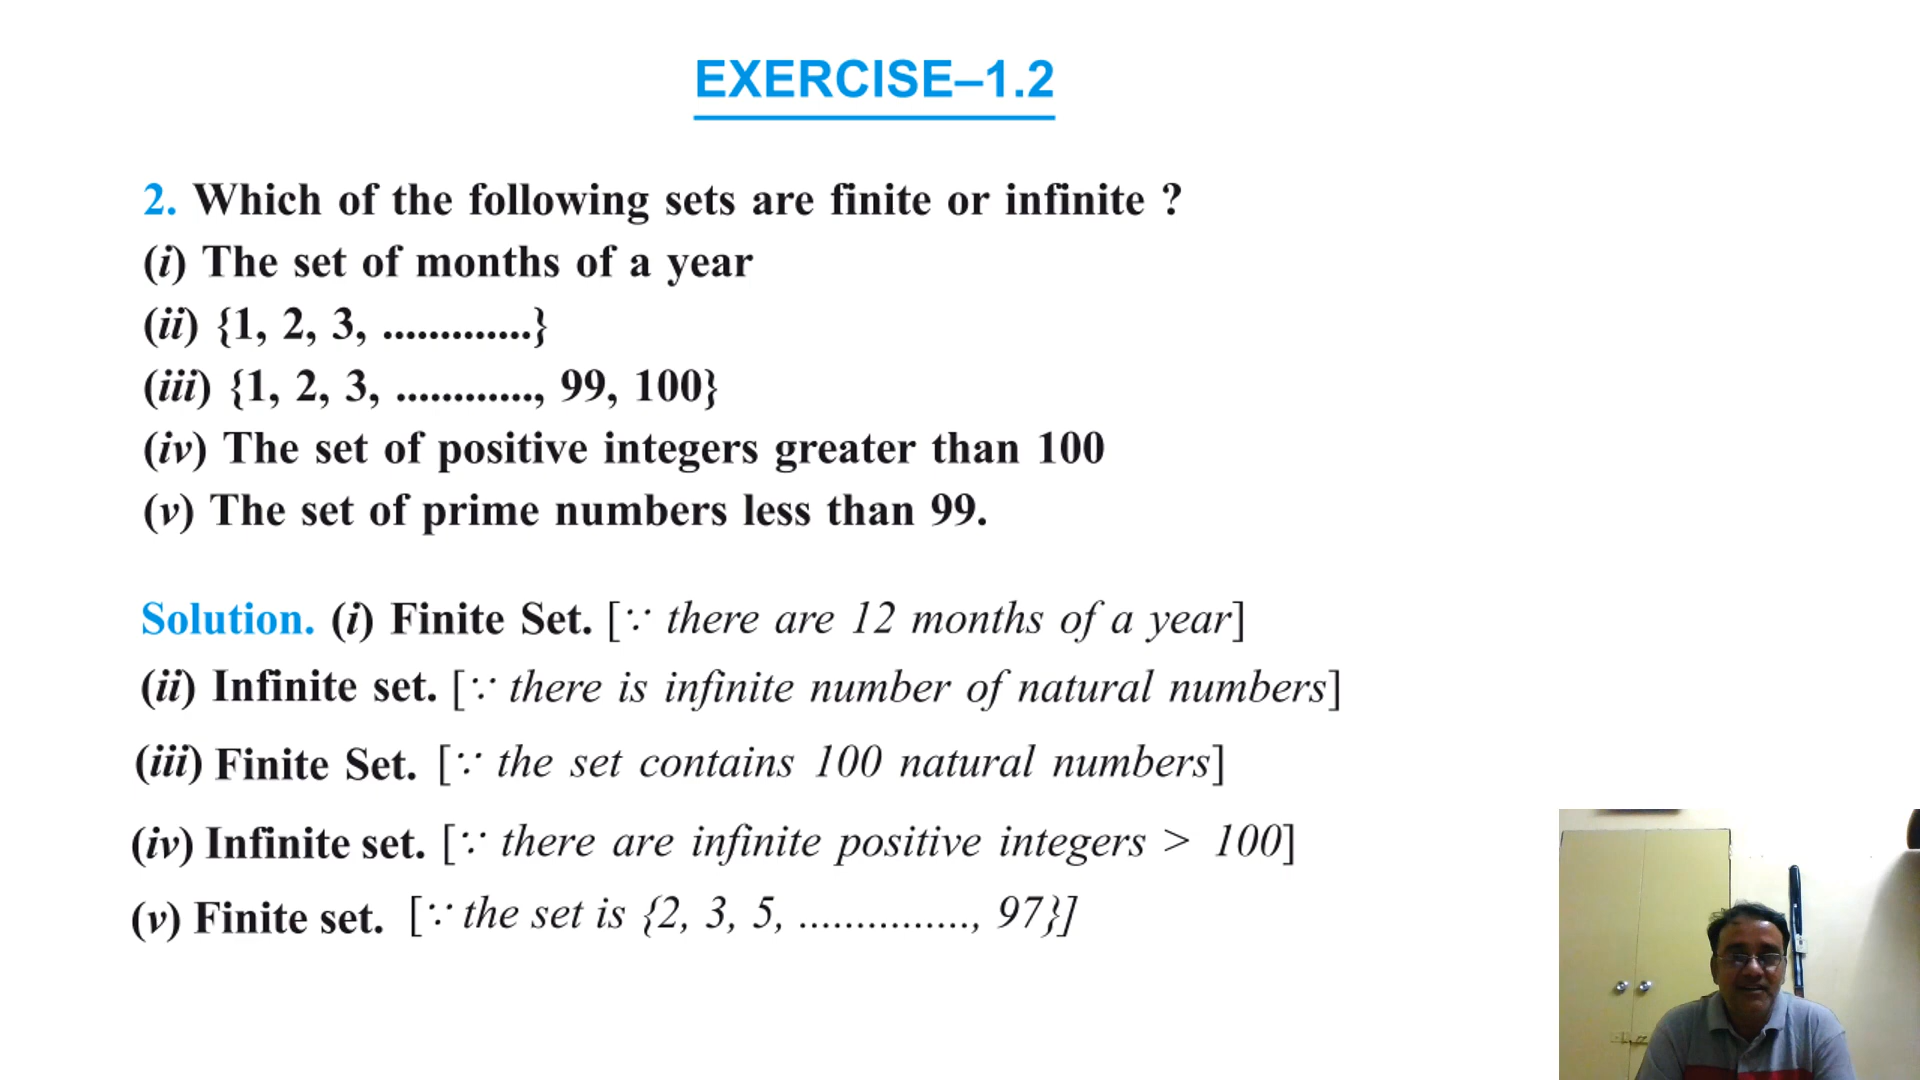 EXERCISE–1.2
2. Which of the following sets are finite or infinite ?
(i) The set of months of a year
(ii) {1, 2, 3, .............}
(iii) {1, 2, 3, ............., 99, 100}
(iv) The set of positive integers greater than 100
(v) The set of prime numbers less than 99.
Solution. (i) Finite Set. [∵ there are 12 months of a year]
(ii) Infinite set. [∵ there is infinite number of natural numbers]
(iii) Finite Set. [∵ the set contains 100 natural numbers]
(iv) Infinite set. [∵ there are infinite positive integers > 100]
(v) Finite set. [∵ the set is {2, 3, 5, ..............., 97}]